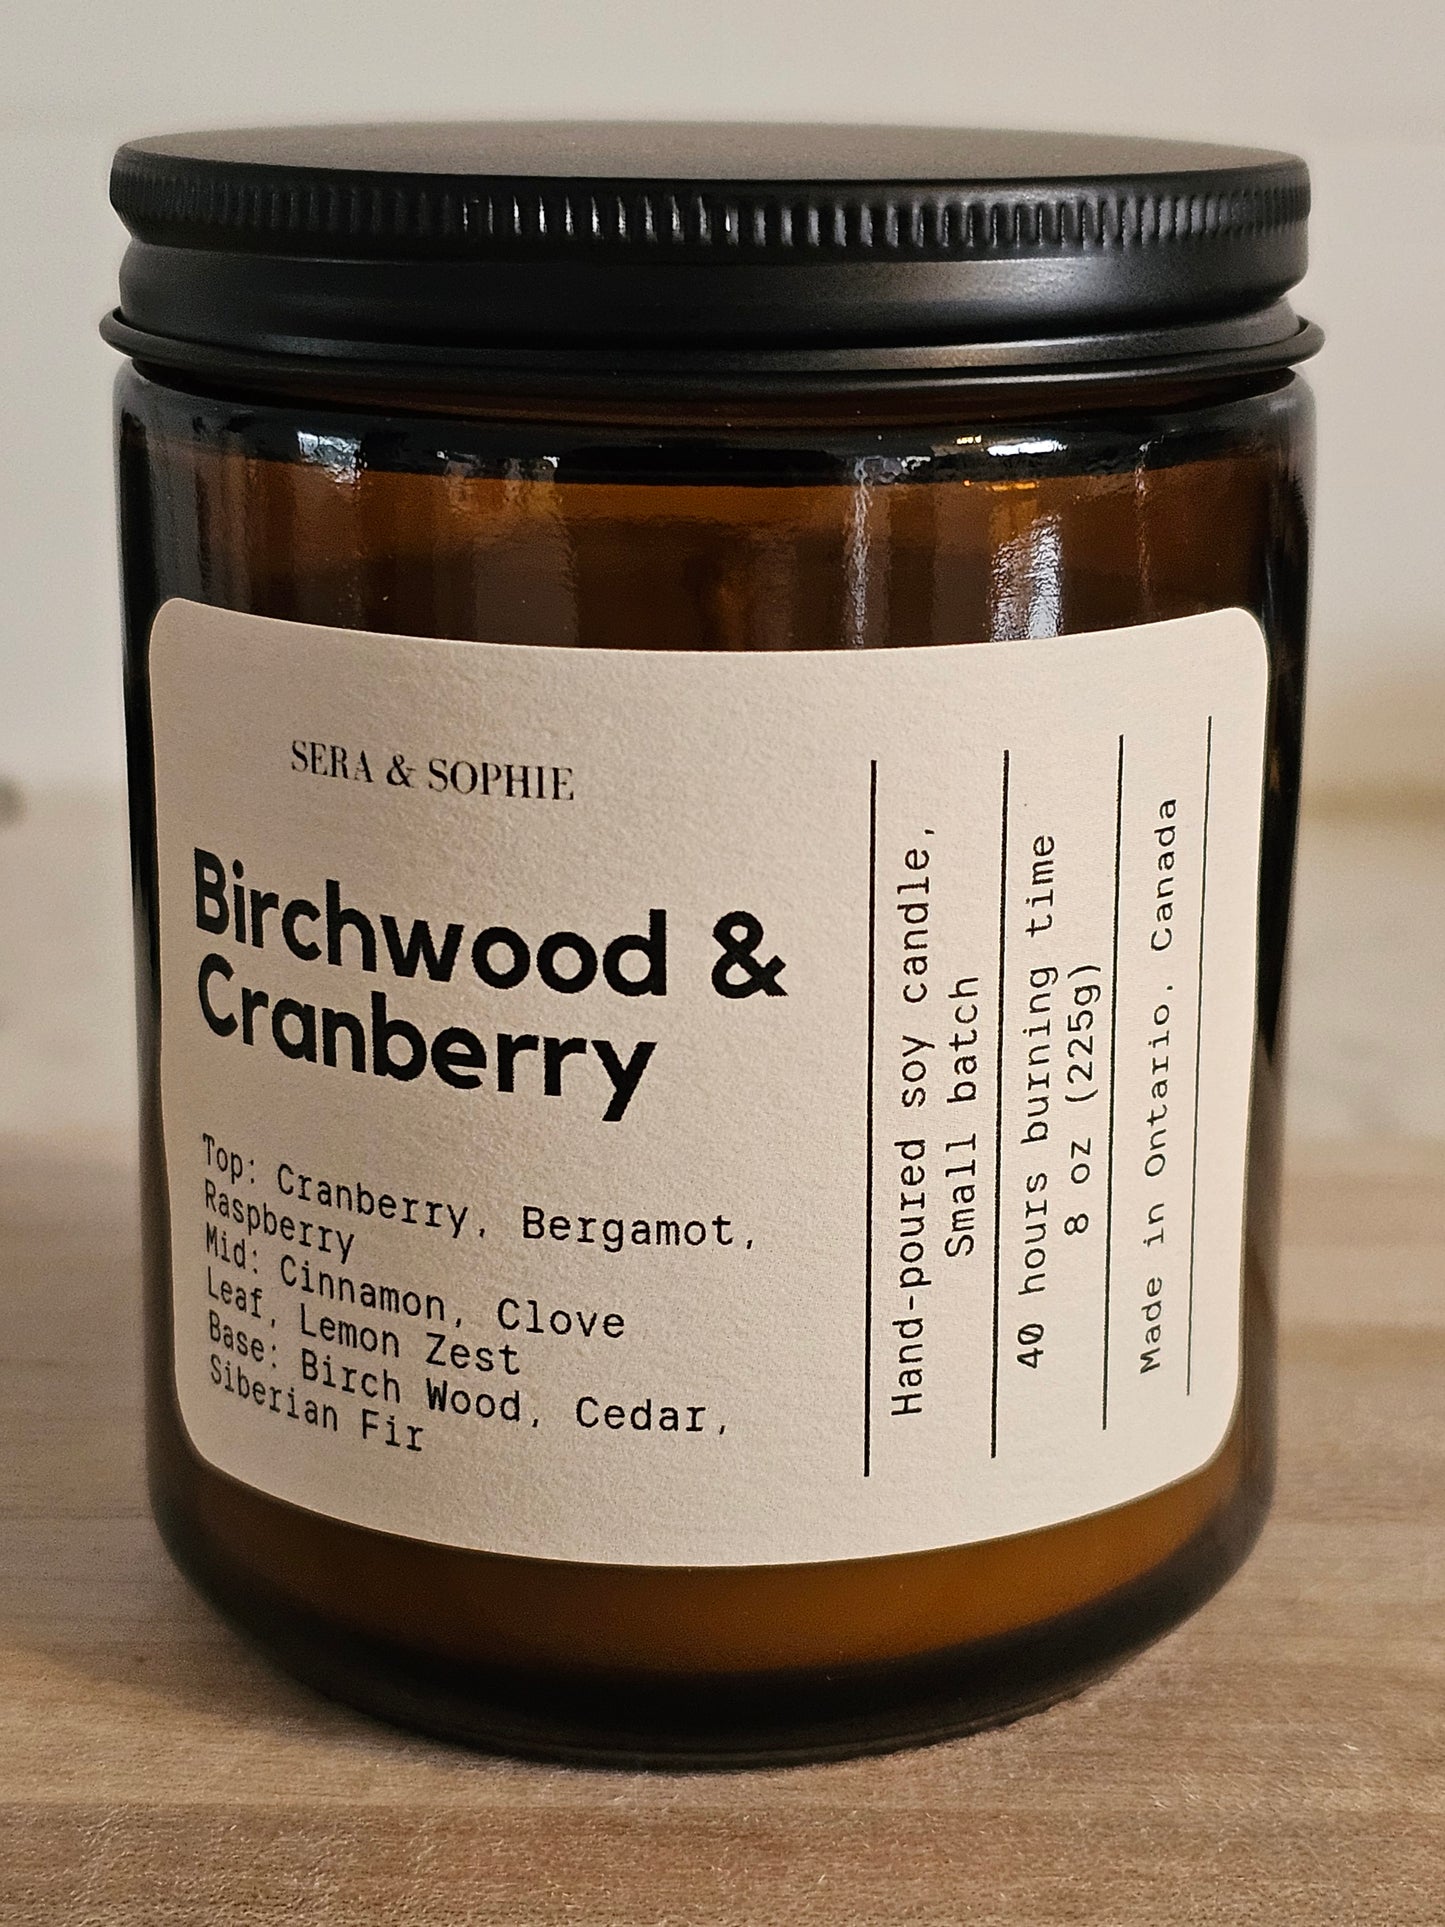 SERA & SOPHIE
Birchwood &
Cranberry
Top: Cranberry, Bergamot,
Raspberry
Mid: Cinnamon, Clove
Leaf, Lemon Zest
Base: Birch Wood, Cedar,
Siberian Fir
Hand-poured soy candle,
Small batch
40 hours burning time
8 oz (225g)
Made in Ontario, Canada